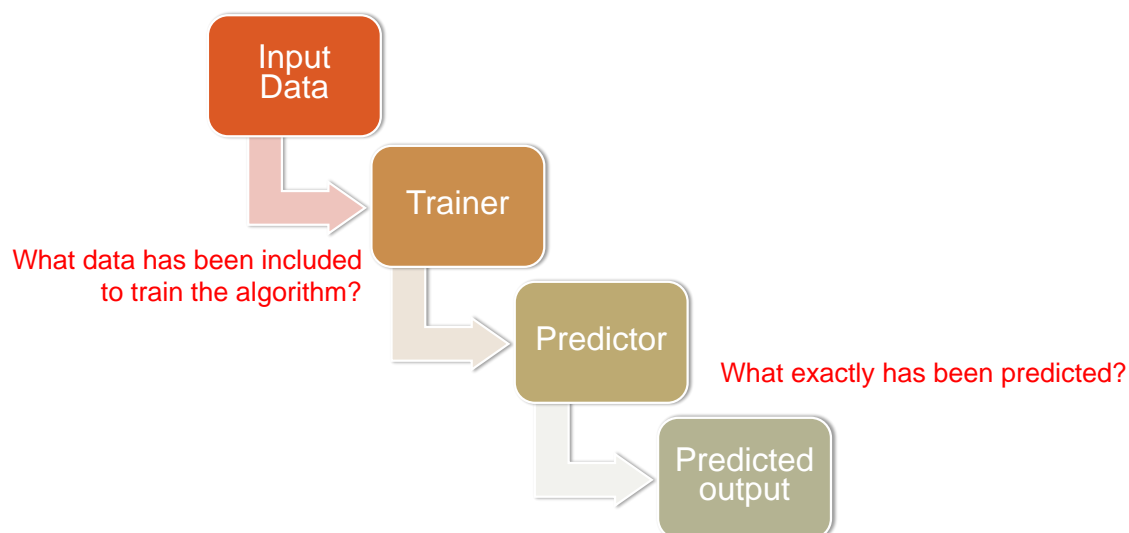 Input
Data
Trainer
What data has been included
to train the algorithm?
Predictor
What exactly has been predicted?
Predicted
output